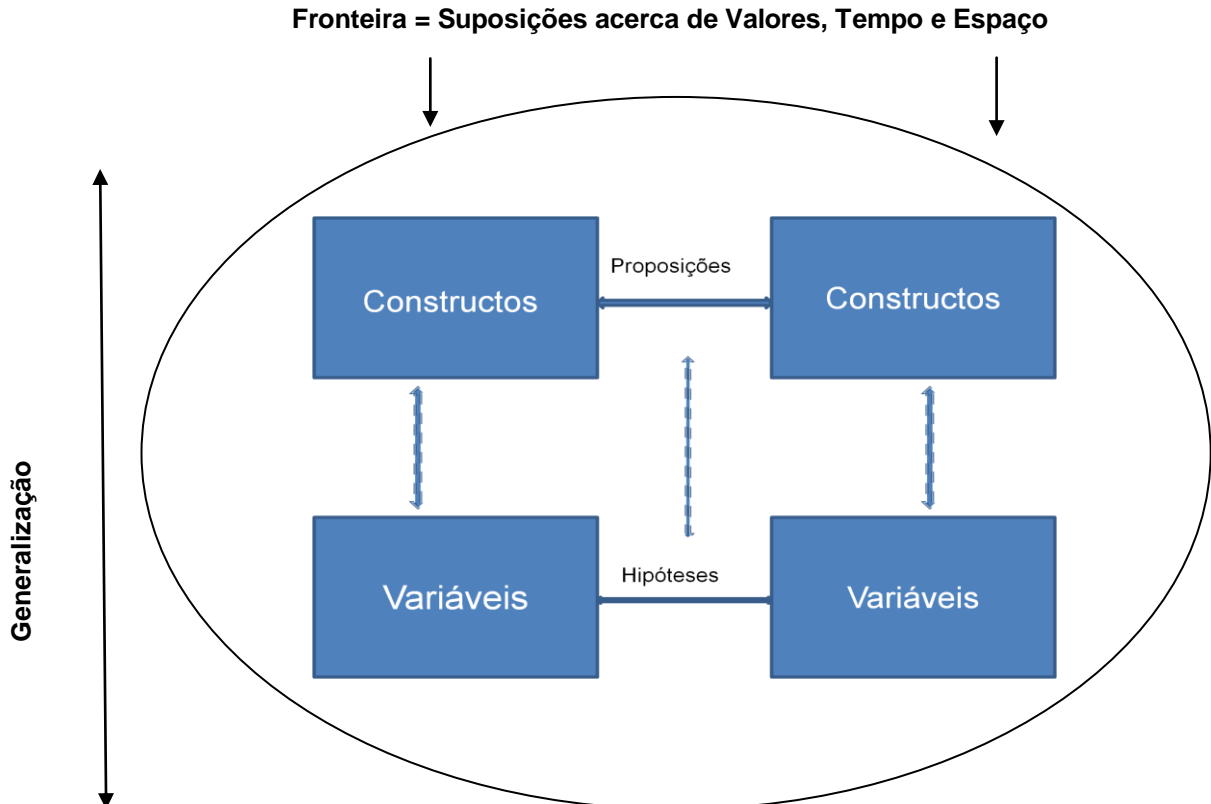 Fronteira = Suposições acerca de Valores, Tempo e Espaço
Generalização
Constructos
Proposições
Constructos
Variáveis
Hipóteses
Variáveis